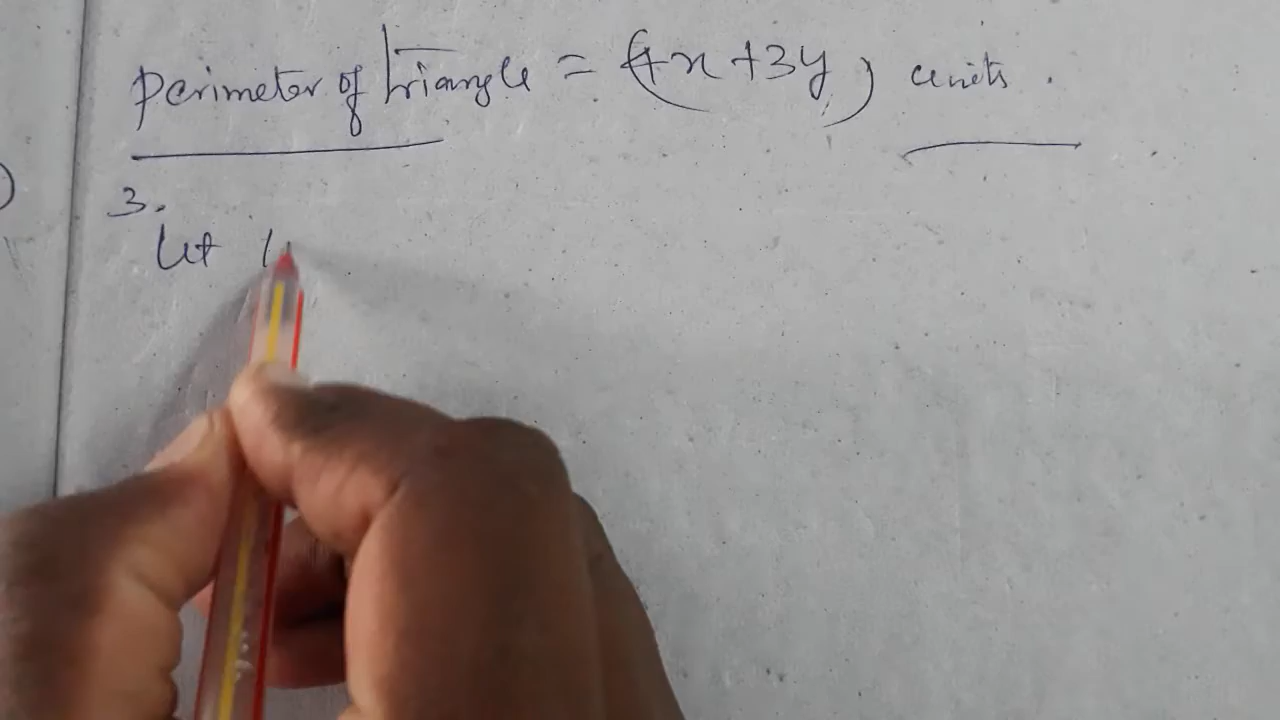 Perimeter of triangle = (4x + 3y) units.
3.
Let